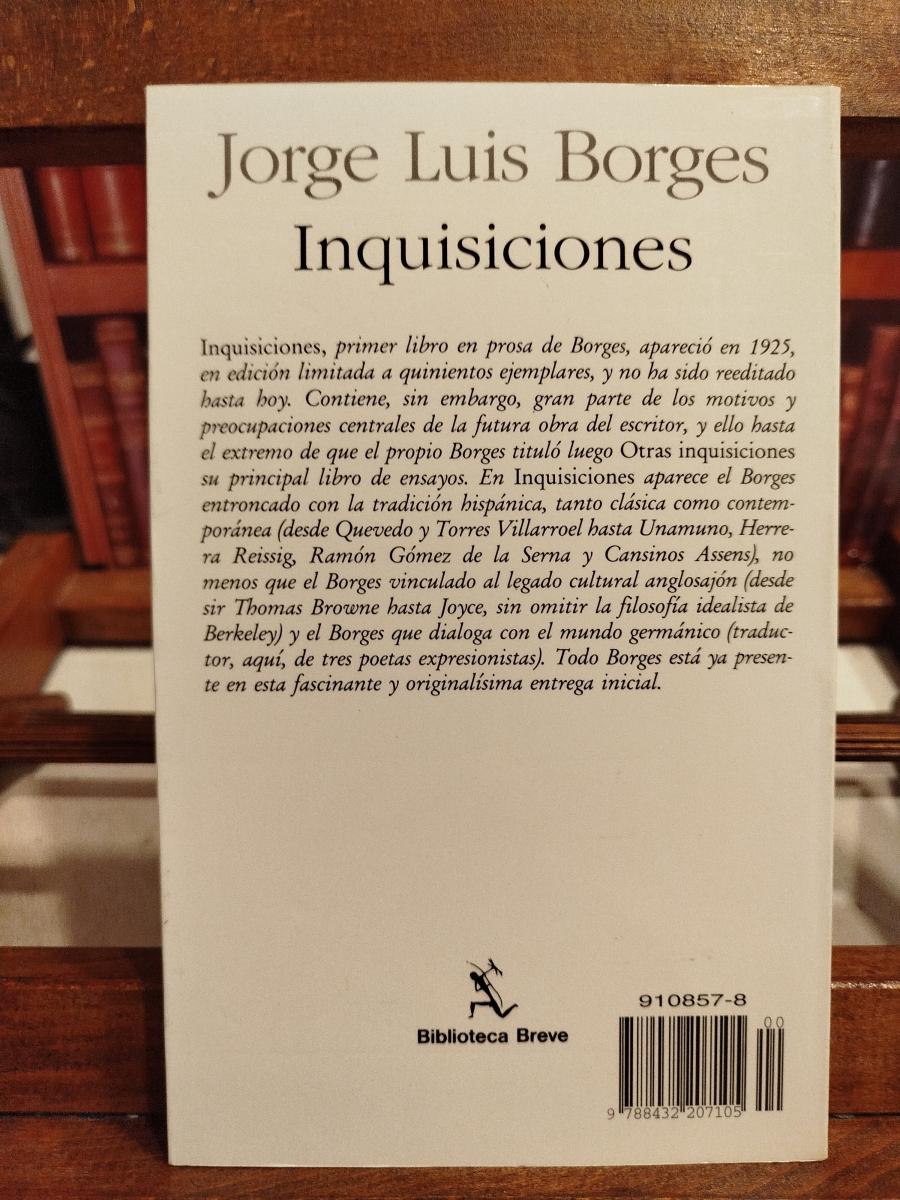 Jorge Luis Borges
Inquisiciones
Inquisiciones, primer libro en prosa de Borges, apareció en 1925,
en edición limitada a quinientos ejemplares, y no ha sido reeditado
hasta hoy. Contiene, sin embargo, gran parte de los motivos y
preocupaciones centrales de la futura obra del escritor, y ello hasta
el extremo de que el propio Borges tituló luego Otras inquisiciones
su principal libro de ensayos. En Inquisiciones aparece el Borges
entroncado con la tradición hispánica, tanto clásica como contem-
poránea (desde Quevedo y Torres Villarroel hasta Unamuno, Herre-
ra Reissig, Ramón Gómez de la Serna y Cansinos Assens), no
menos que el Borges vinculado al legado cultural anglosajón (desde
sir Thomas Browne hasta Joyce, sin omitir la filosofía idealista de
Berkeley) y el Borges que dialoga con el mundo germánico (traduc-
tor, aquí, de tres poetas expresionistas). Todo Borges está ya presen-
te en esta fascinante y originalísima entrega inicial.
Biblioteca Breve
910857-8
00
9 788432 207105